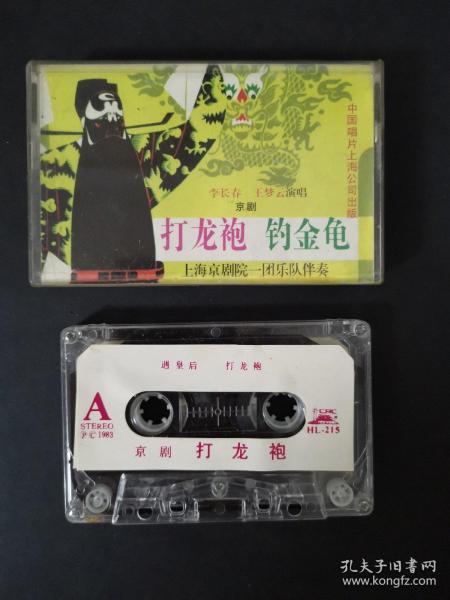 中国唱片上海公司出版
李长春 王梦云演唱
京剧
打龙袍 钓金龟
上海京剧院一团乐队伴奏
遇皇后 打龙袍
A
STEREO
Ⓟ© 1983
CRC
HL-215
京剧 打龙袍
孔夫子旧书网
www.kongfz.com